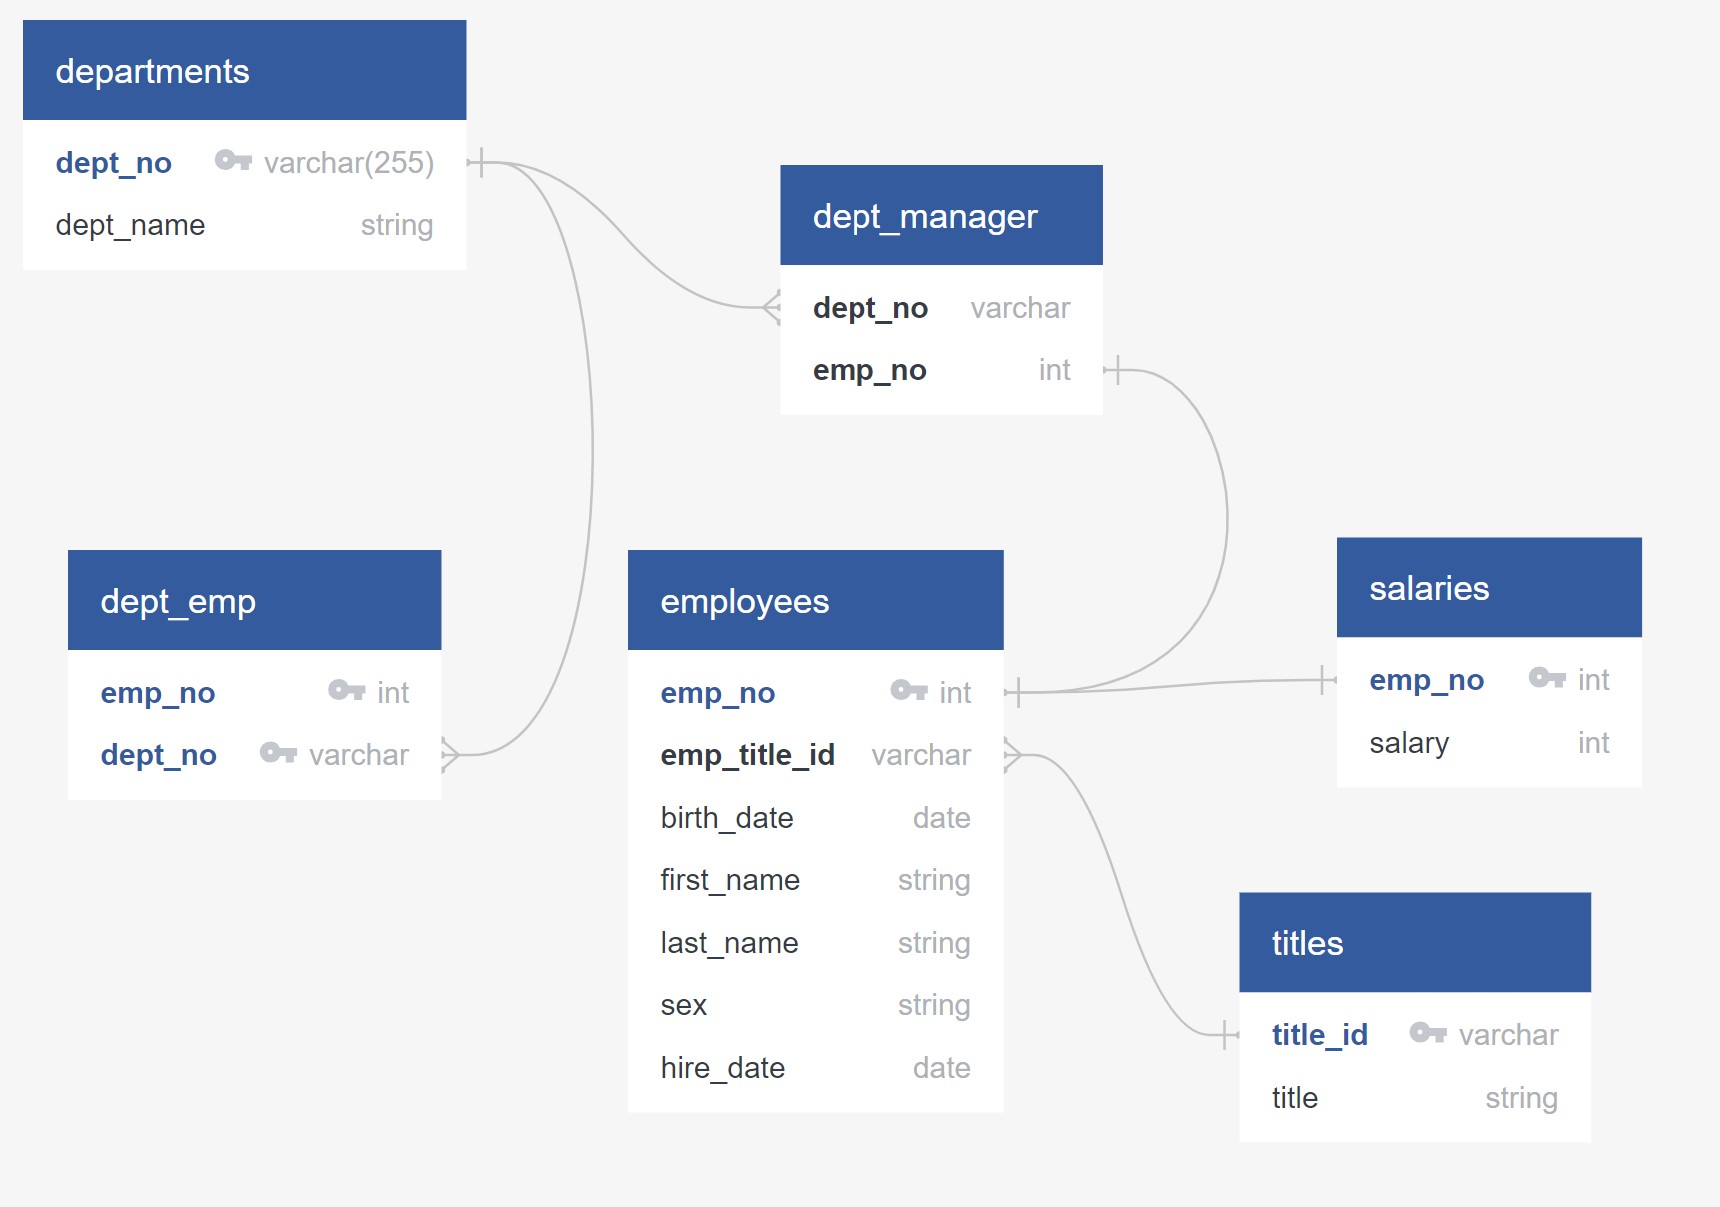 departments
dept_no varchar(255)
dept_name string
dept_manager
dept_no varchar
emp_no int
dept_emp
emp_no int
dept_no varchar
employees
emp_no int
emp_title_id varchar
birth_date date
first_name string
last_name string
sex string
hire_date date
salaries
emp_no int
salary int
titles
title_id varchar
title string